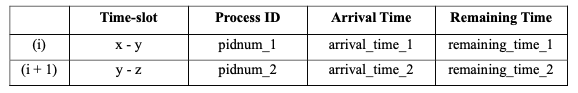 Time-slot Process ID Arrival Time Remaining Time
(i) x - y pidnum_1 arrival_time_1 remaining_time_1
(i + 1) y - z pidnum_2 arrival_time_2 remaining_time_2